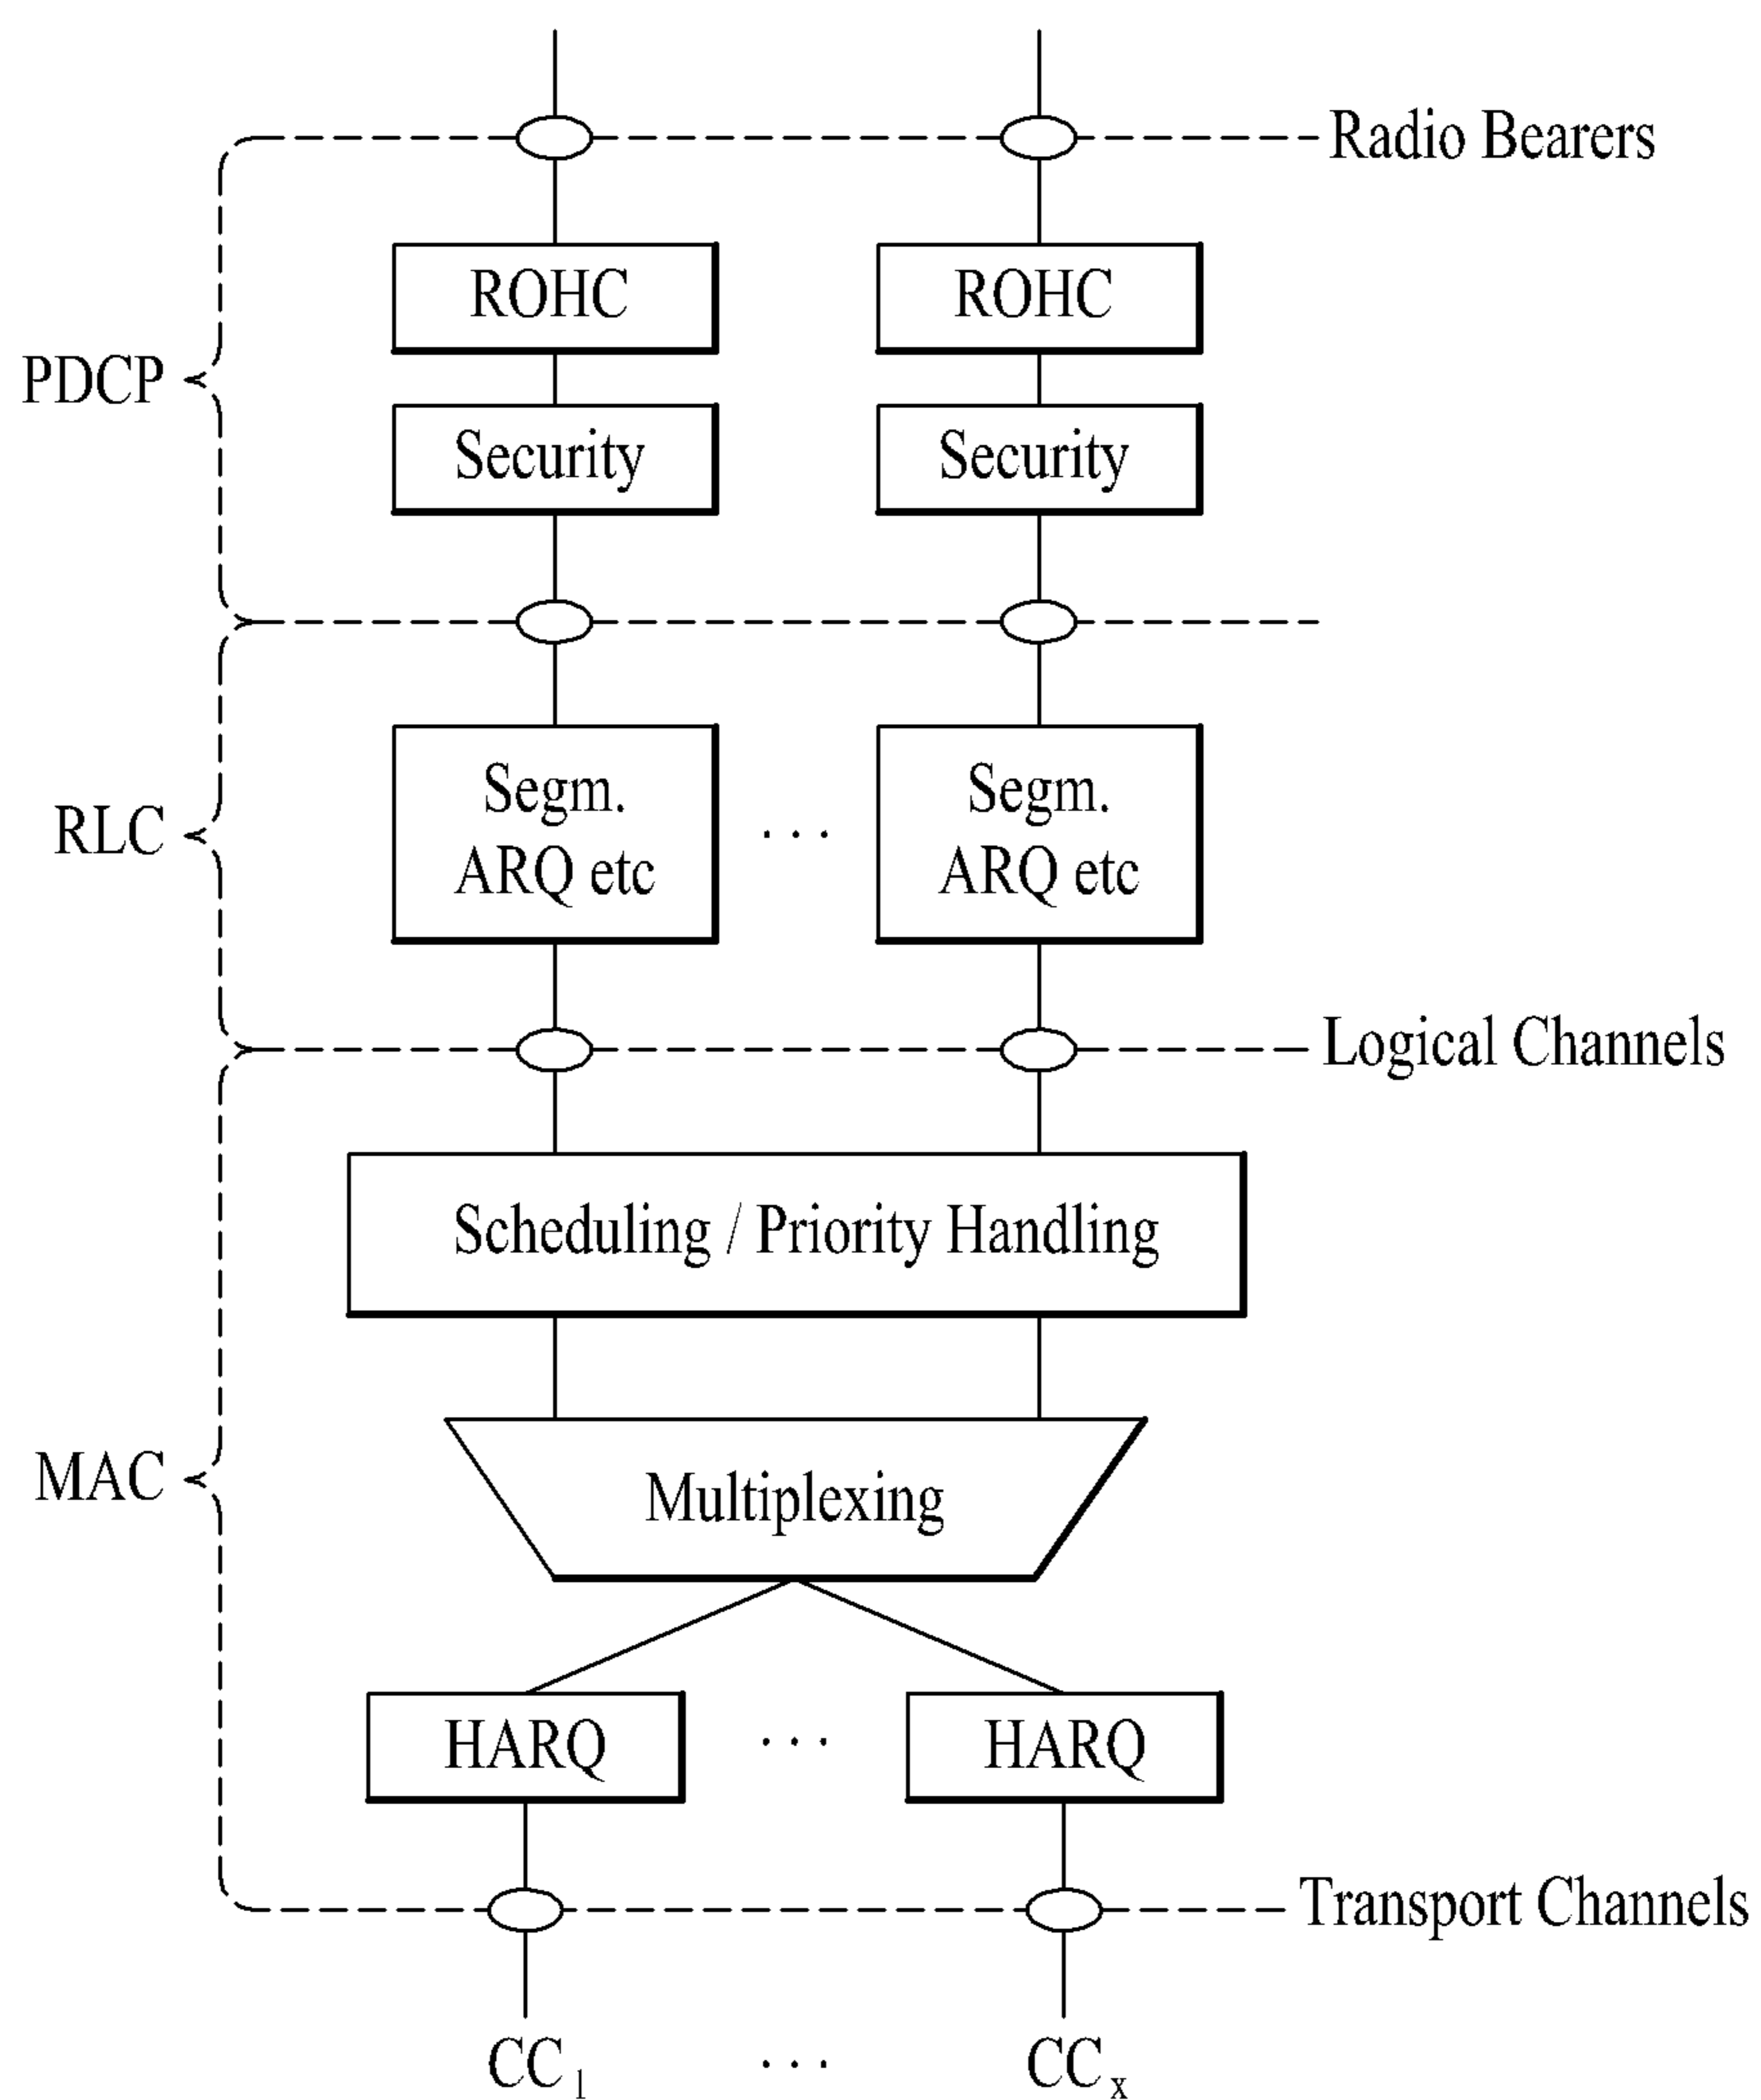 Radio Bearers
ROHC
ROHC
PDCP
Security
Security
Segm.
ARQ etc
Segm.
ARQ etc
RLC
...
Logical Channels
Scheduling / Priority Handling
MAC
Multiplexing
HARQ
...
HARQ
Transport Channels
CC1
...
CCx